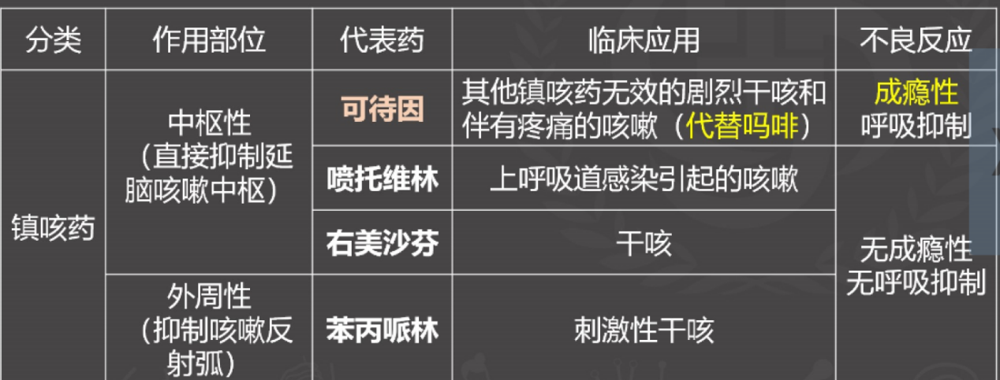 分类
作用部位
代表药
临床应用
不良反应
镇咳药
中枢性
（直接抑制延
脑咳嗽中枢）
可待因
其他镇咳药无效的剧烈干咳和
伴有疼痛的咳嗽（代替吗啡）
成瘾性
呼吸抑制
喷托维林
上呼吸道感染引起的咳嗽
右美沙芬
干咳
无成瘾性
无呼吸抑制
外周性
（抑制咳嗽反
射弧）
苯丙哌林
刺激性干咳